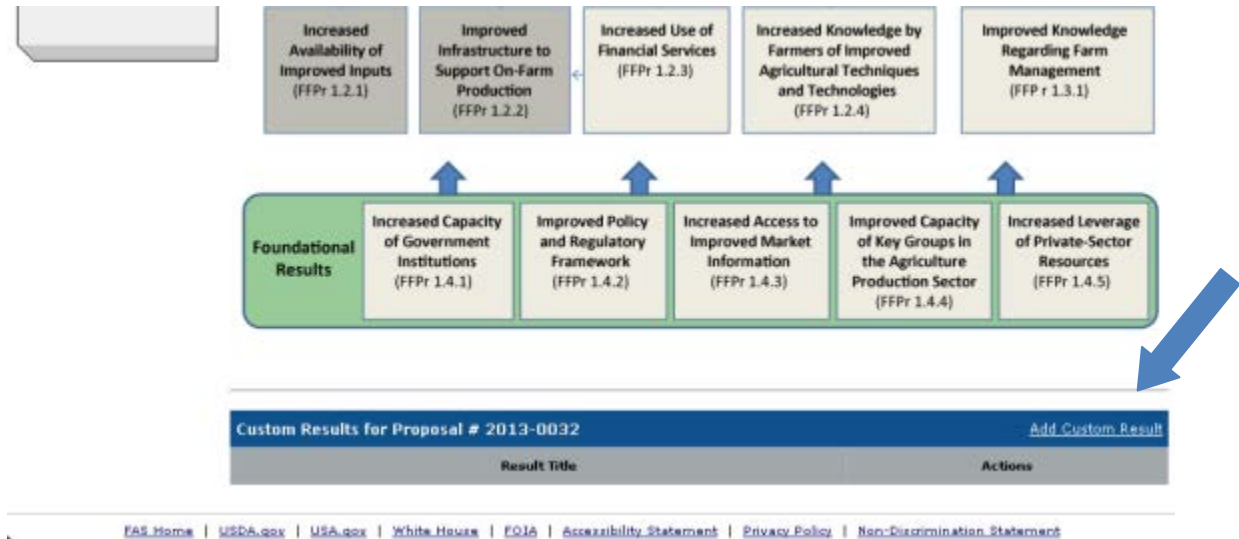 Increased
Availability of
Improved Inputs
(FFPr 1.2.1)
Improved
Infrastructure to
Support On-Farm
Production
(FFPr 1.2.2)
Increased Use of
Financial Services
(FFPr 1.2.3)
Increased Knowledge by
Farmers of Improved
Agricultural Techniques
and Technologies
(FFPr 1.2.4)
Improved Knowledge
Regarding Farm
Management
(FFP r 1.3.1)
Foundational
Results
Increased Capacity
of Government
Institutions
(FFPr 1.4.1)
Improved Policy
and Regulatory
Framework
(FFPr 1.4.2)
Increased Access to
Improved Market
Information
(FFPr 1.4.3)
Improved Capacity
of Key Groups in
the Agriculture
Production Sector
(FFPr 1.4.4)
Increased Leverage
of Private-Sector
Resources
(FFPr 1.4.5)
Custom Results for Proposal # 2013-0032 Add Custom Result
Result Title Actions
FAS Home | USDA.gov | USA.gov | White House | FOIA | Accessibility Statement | Privacy Policy | Non-Discrimination Statement